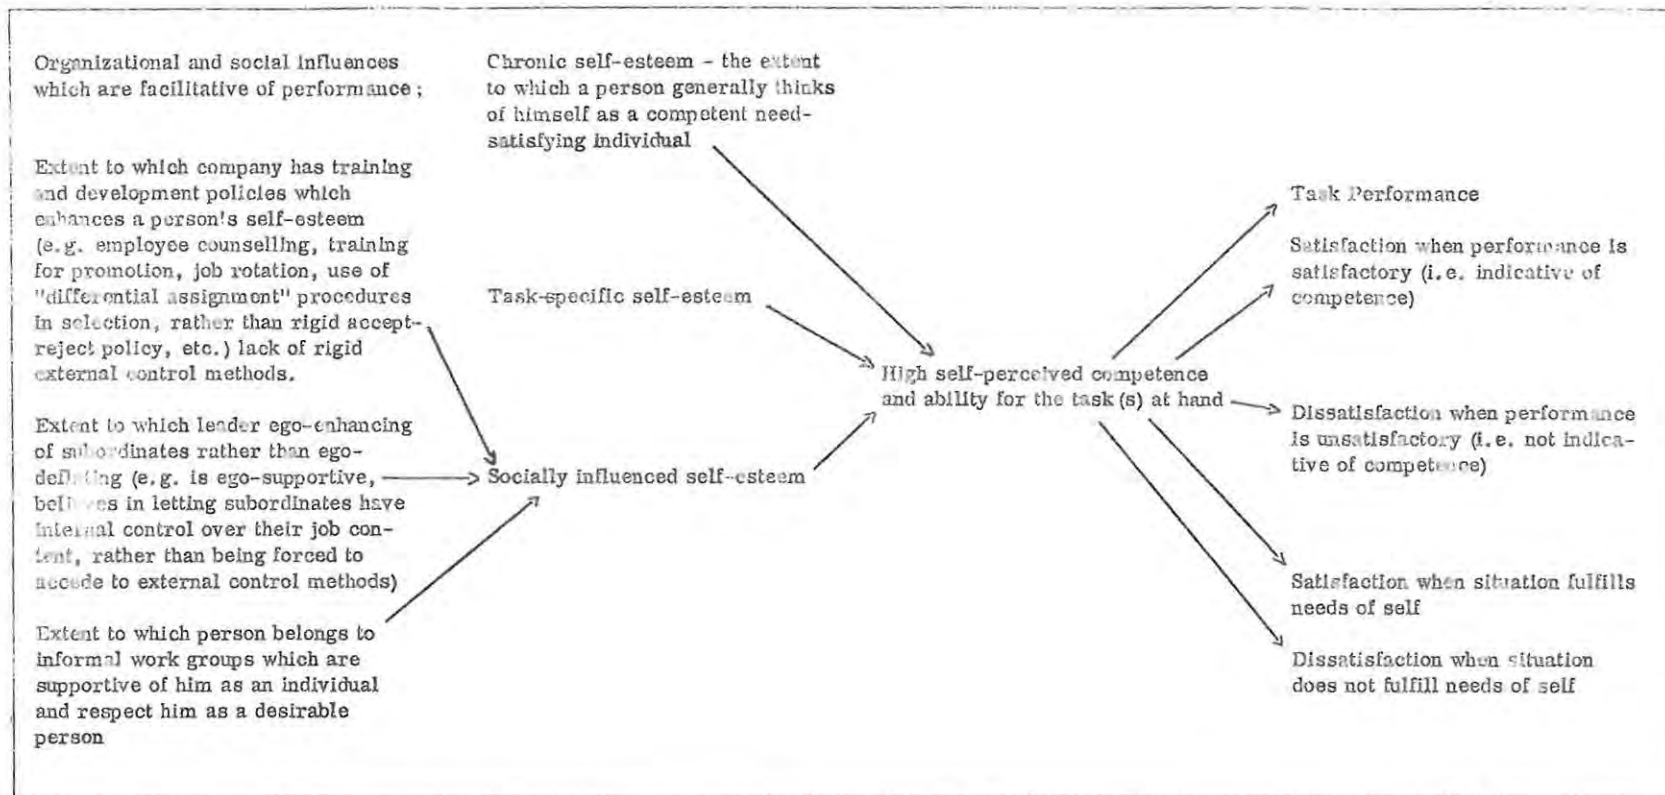 Organizational and social influences
which are facilitative of performance ;
Extent to which company has training
and development policies which
enhances a person's self-esteem
(e.g. employee counselling, training
for promotion, job rotation, use of
"differential assignment" procedures
in selection, rather than rigid accept-
reject policy, etc.) lack of rigid
external control methods.
Extent to which leader ego-enhancing
of subordinates rather than ego-
deflating (e.g. is ego-supportive,
believes in letting subordinates have
internal control over their job con-
tent, rather than being forced to
accede to external control methods)
Extent to which person belongs to
informal work groups which are
supportive of him as an individual
and respect him as a desirable
person
Chronic self-esteem - the extent
to which a person generally thinks
of himself as a competent need-
satisfying individual
Task-specific self-esteem
Socially influenced self-esteem
High self-perceived competence
and ability for the task (s) at hand
Task Performance
Satisfaction when performance is
satisfactory (i.e. indicative of
competence)
Dissatisfaction when performance
is unsatisfactory (i.e. not indica-
tive of competence)
Satisfaction when situation fulfills
needs of self
Dissatisfaction when situation
does not fulfill needs of self